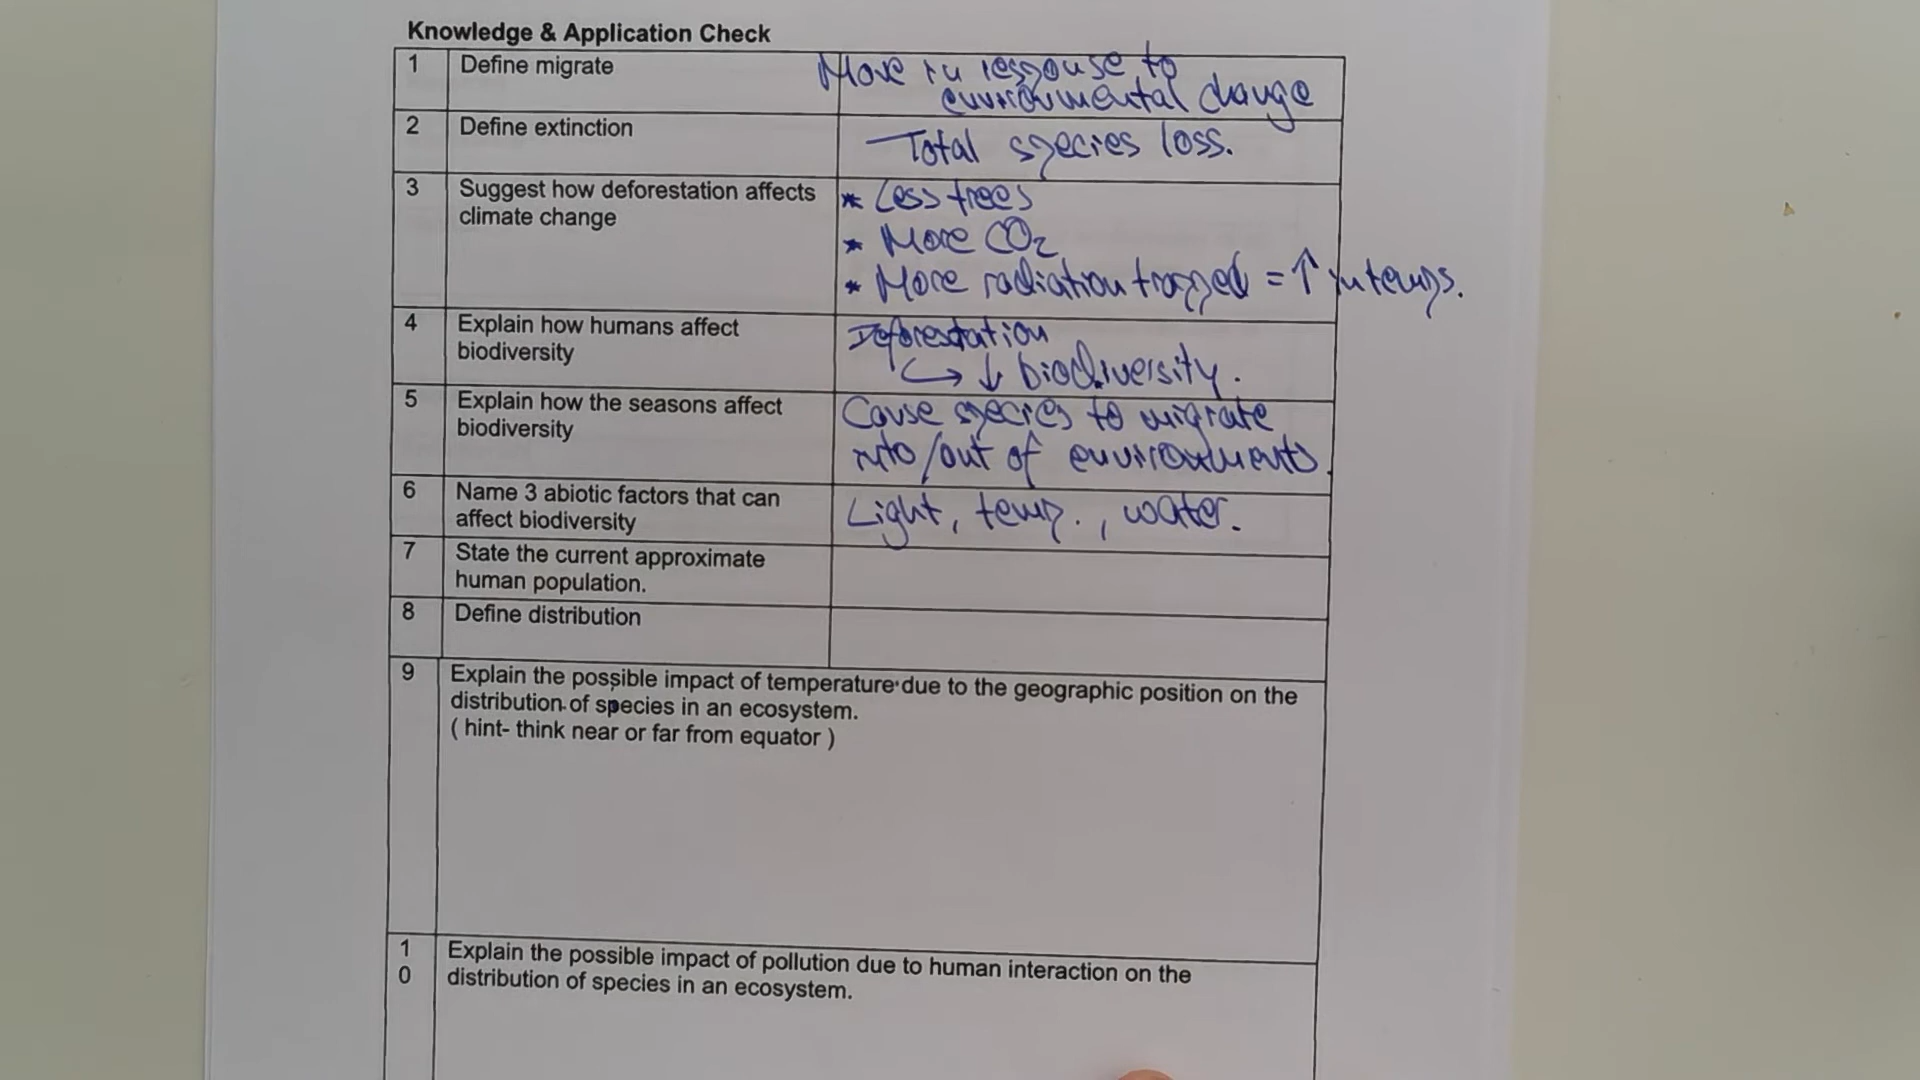 Knowledge & Application Check
1 Define migrate
Move in response to
environmental change
2 Define extinction
Total species loss.
3 Suggest how deforestation affects
climate change
* Less trees
* More CO2
* More radiation trapped = ↑ in temps.
4 Explain how humans affect
biodiversity
Deforestation
↳ ↓ biodiversity.
5 Explain how the seasons affect
biodiversity
Cause species to migrate
into/out of environments.
6 Name 3 abiotic factors that can
affect biodiversity
Light, temp., water.
7 State the current approximate
human population.
8 Define distribution
9 Explain the possible impact of temperature due to the geographic position on the
distribution of species in an ecosystem.
( hint- think near or far from equator )
1 Explain the possible impact of pollution due to human interaction on the
0 distribution of species in an ecosystem.